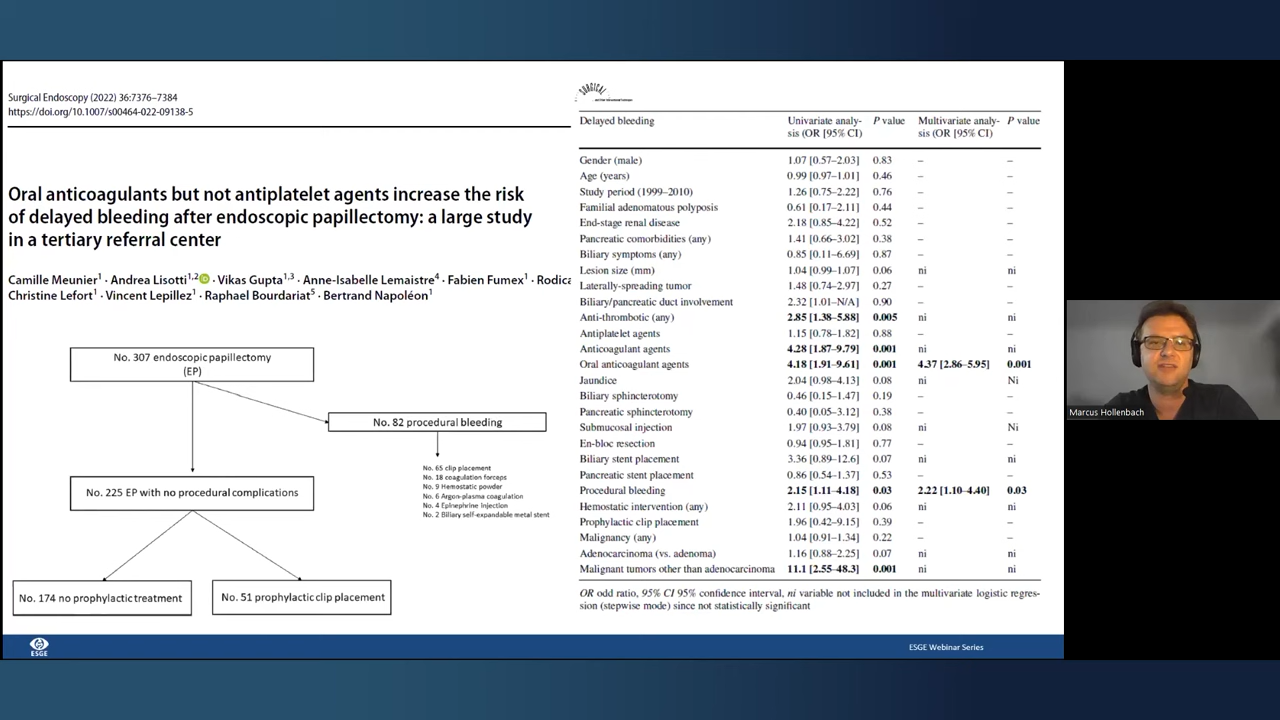 Surgical Endoscopy (2022) 36:7376–7384
https://doi.org/10.1007/s00464-022-09138-5
Oral anticoagulants but not antiplatelet agents increase the risk
of delayed bleeding after endoscopic papillectomy: a large study
in a tertiary referral center
Camille Meunier1 · Andrea Lisotti1,2 · Vikas Gupta1,3 · Anne-Isabelle Lemaistre4 · Fabien Fumex1 · Rodica
Christine Lefort1 · Vincent Lepillez1 · Raphael Bourdariat5 · Bertrand Napoléon1
No. 307 endoscopic papillectomy
(EP)
No. 82 procedural bleeding
No. 65 clip placement
No. 18 coagulation forceps
No. 9 Hemostatic powder
No. 6 Argon-plasma coagulation
No. 4 Epinephrine injection
No. 2 Biliary self-expandable metal stent
No. 225 EP with no procedural complications
No. 174 no prophylactic treatment
No. 51 prophylactic clip placement
SURGICAL
Delayed bleeding Univariate analy- P value Multivariate analy- P value
sis (OR [95% CI) sis (OR [95% CI)
Gender (male) 1.07 [0.57–2.03] 0.83 – –
Age (years) 0.99 [0.97–1.01] 0.46 – –
Study period (1999–2010) 1.26 [0.75–2.22] 0.76 – –
Familial adenomatous polyposis 0.61 [0.17–2.11] 0.44 – –
End-stage renal disease 2.18 [0.85–4.22] 0.52 – –
Pancreatic comorbidities (any) 1.41 [0.66–3.02] 0.38 – –
Biliary symptoms (any) 0.85 [0.11–6.69] 0.87 – –
Lesion size (mm) 1.04 [0.99–1.07] 0.06 ni ni
Laterally-spreading tumor 1.48 [0.74–2.97] 0.27 – –
Biliary/pancreatic duct involvement 2.32 [1.01–N/A] 0.90 – –
Anti-thrombotic (any) 2.85 [1.38–5.88] 0.005 ni ni
Antiplatelet agents 1.15 [0.78–1.82] 0.88 – –
Anticoagulant agents 4.28 [1.87–9.79] 0.001 ni ni
Oral anticoagulant agents 4.18 [1.91–9.61] 0.001 4.37 [2.86–5.95] 0.001
Jaundice 2.04 [0.98–4.13] 0.08 ni Ni
Biliary sphincterotomy 0.46 [0.15–1.47] 0.19 – –
Pancreatic sphincterotomy 0.40 [0.05–3.12] 0.38 – –
Submucosal injection 1.97 [0.93–3.79] 0.08 ni Ni
En-bloc resection 0.94 [0.95–1.81] 0.77 – –
Biliary stent placement 3.36 [0.89–12.6] 0.07 ni ni
Pancreatic stent placement 0.86 [0.54–1.37] 0.53 – –
Procedural bleeding 2.15 [1.11–4.18] 0.03 2.22 [1.10–4.40] 0.03
Hemostatic intervention (any) 2.11 [0.95–4.03] 0.06 ni ni
Prophylactic clip placement 1.96 [0.42–9.15] 0.39 – –
Malignancy (any) 1.04 [0.91–1.34] 0.22 – –
Adenocarcinoma (vs. adenoma) 1.16 [0.88–2.25] 0.07 ni ni
Malignant tumors other than adenocarcinoma 11.1 [2.55–48.3] 0.001 ni ni
OR odd ratio, 95% CI 95% confidence interval, ni variable not included in the multivariate logistic regres-
sion (stepwise mode) since not statistically significant
Marcus Hollenbach
ESGE
ESGE Webinar Series